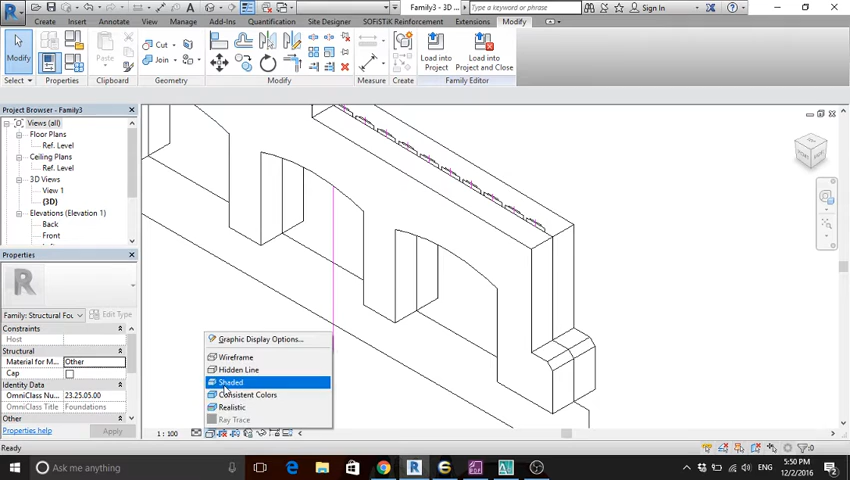 Family3 - 3D ...
Type a keyword or phrase
Sign In
Create Insert Annotate View Manage Add-Ins Quantification Site Designer SOFiSTiK Reinforcement Extensions Modify
Modify
Paste
Cut
Join
Measure
Create
Load into
Project
Load into
Project and Close
Select Properties Clipboard Geometry Modify Measure Create Family Editor
Project Browser - Family3
Views (all)
Floor Plans
Ref. Level
Ceiling Plans
Ref. Level
3D Views
View 1
(3D)
Elevations (Elevation 1)
Back
Front
Properties
Family: Structural Fou
Edit Type
Constraints
Host
Structural
Material for M... Other
Cap
Identity Data
OmniClass Nu... 23.25.05.00
OmniClass Title Foundations
Other
Properties help
Apply
Graphic Display Options...
Wireframe
Hidden Line
Shaded
Consistent Colors
Realistic
Ray Trace
1 : 100
Ready
:0
Ask me anything
ENG
5:50 PM
12/2/2016